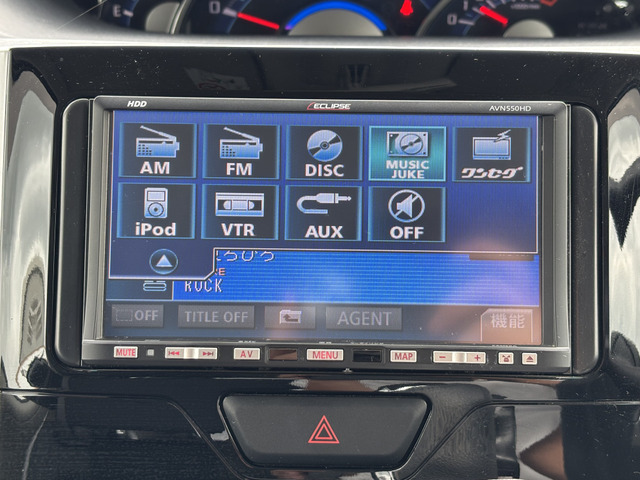 E
0
HDD
ECLIPSE
AVN550HD
AM
FM
DISC
MUSIC JUKE
ワンセグ
iPod
VTR
AUX
OFF
ROCK
OFF
TITLE OFF
AGENT
機能
MUTE
AV
MENU
MAP